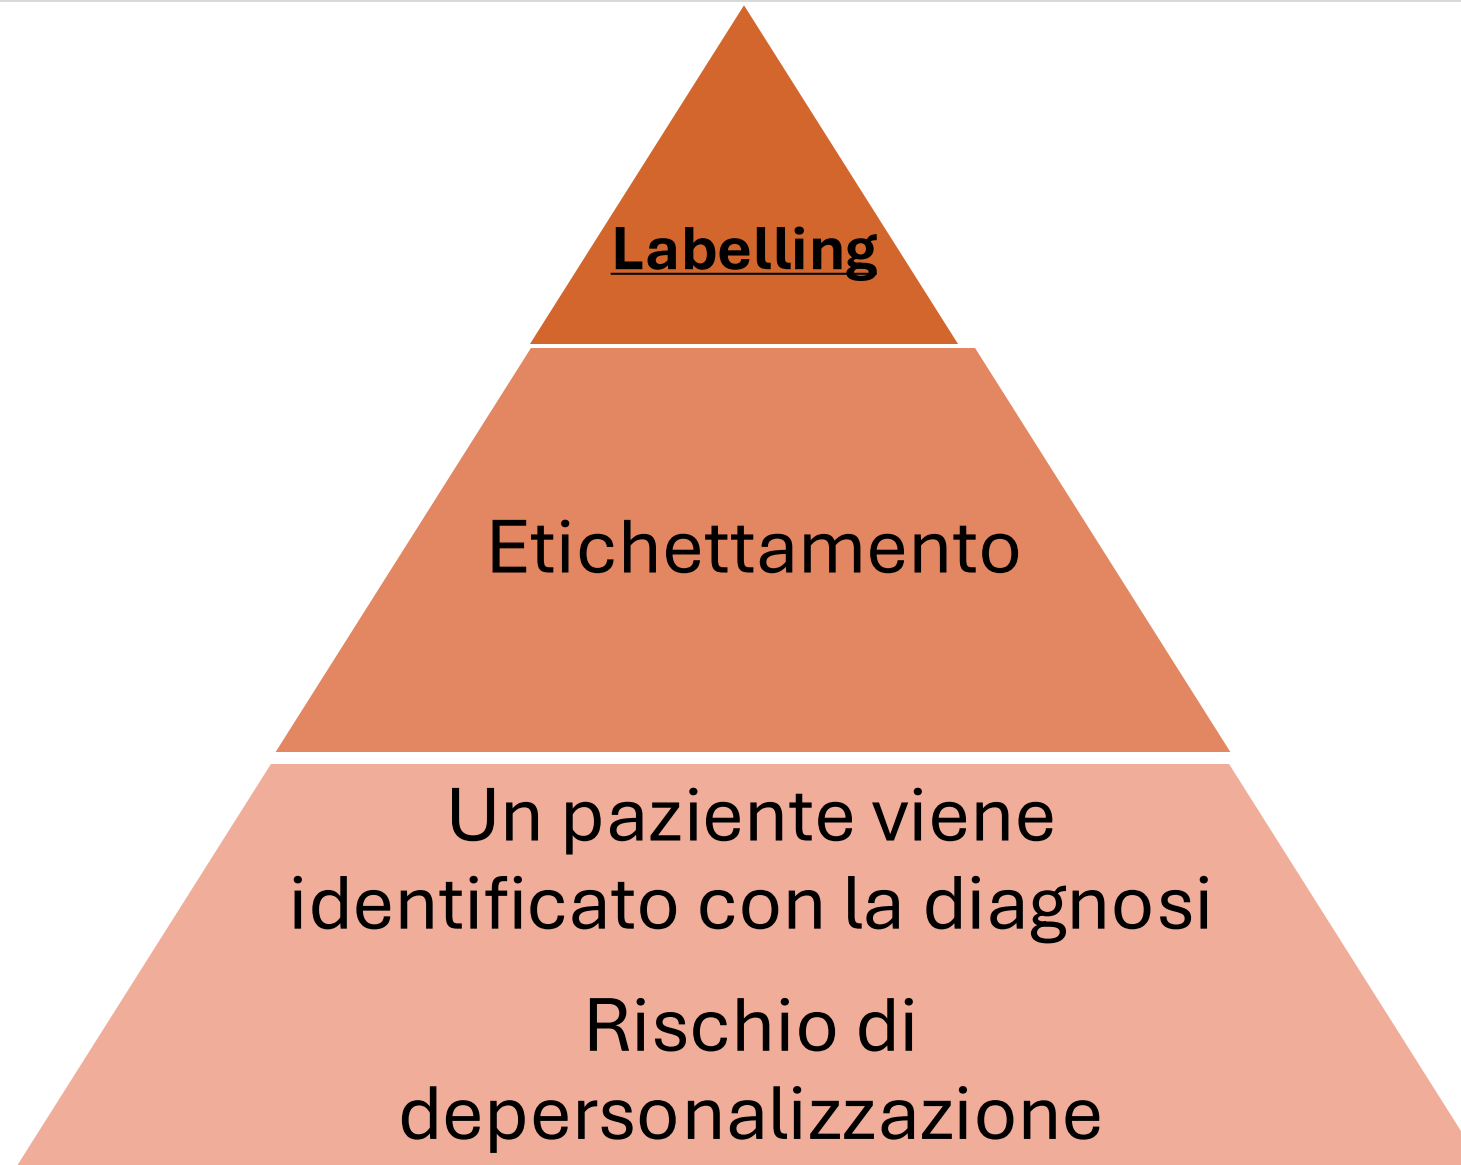 Labelling
Etichettamento
Un paziente viene
identificato con la diagnosi
Rischio di
depersonalizzazione